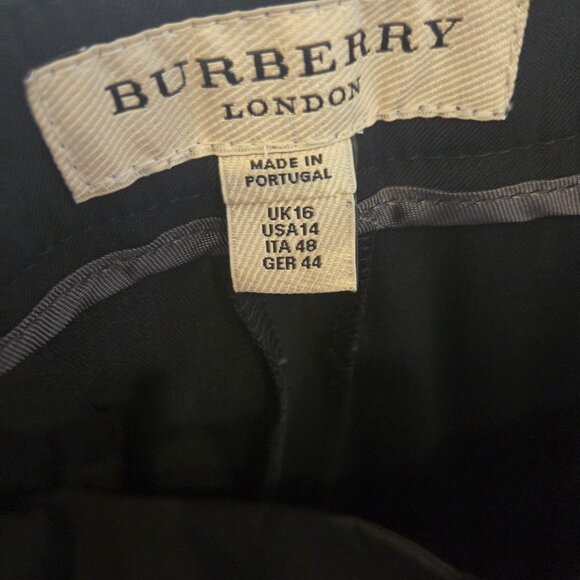 BURBERRY
LONDON
MADE IN
PORTUGAL
UK16
USA14
ITA 48
GER 44